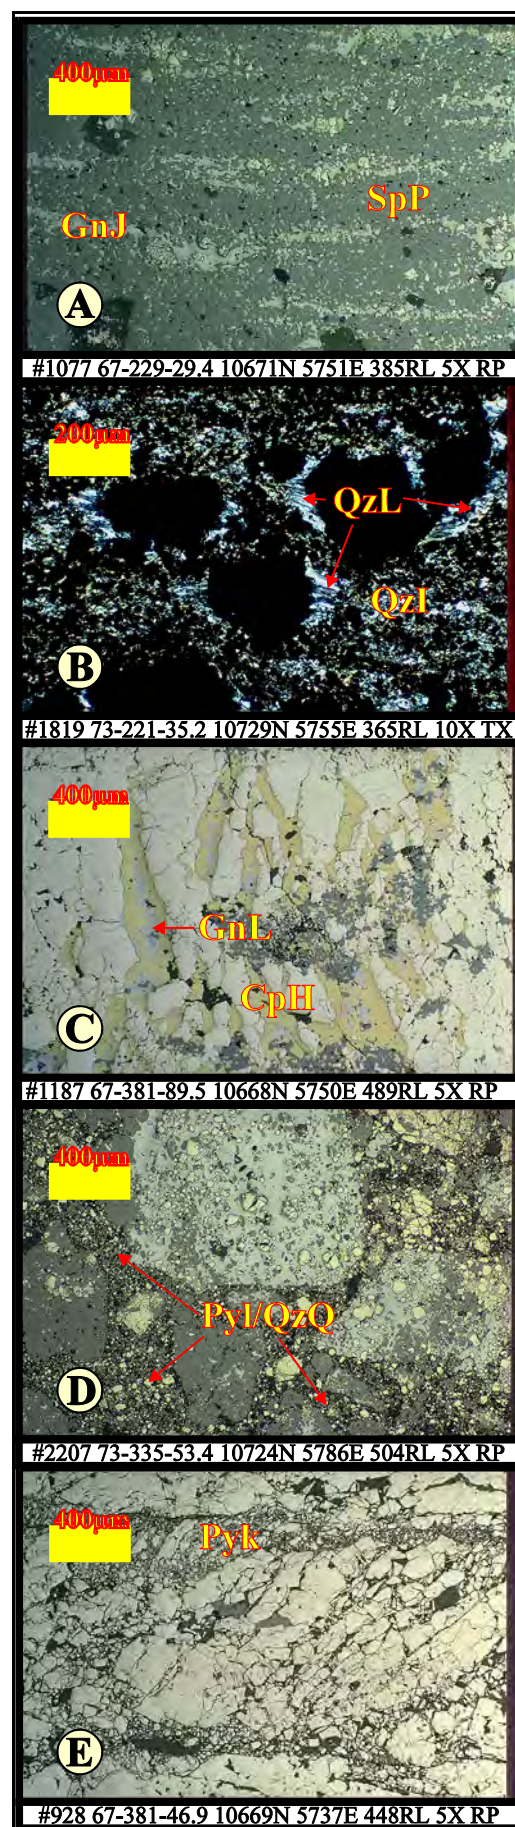 400µm
SpP
GnJ
A
#1077 67-229-29.4 10671N 5751E 385RL 5X RP
200µm
QzL
QzI
B
#1819 73-221-35.2 10729N 5755E 365RL 10X TX
400µm
GnL
CpH
C
#1187 67-381-89.5 10668N 5750E 489RL 5X RP
400µm
Pyl/QzQ
D
#2207 73-335-53.4 10724N 5786E 504RL 5X RP
400µm
Pyk
E
#928 67-381-46.9 10669N 5737E 448RL 5X RP